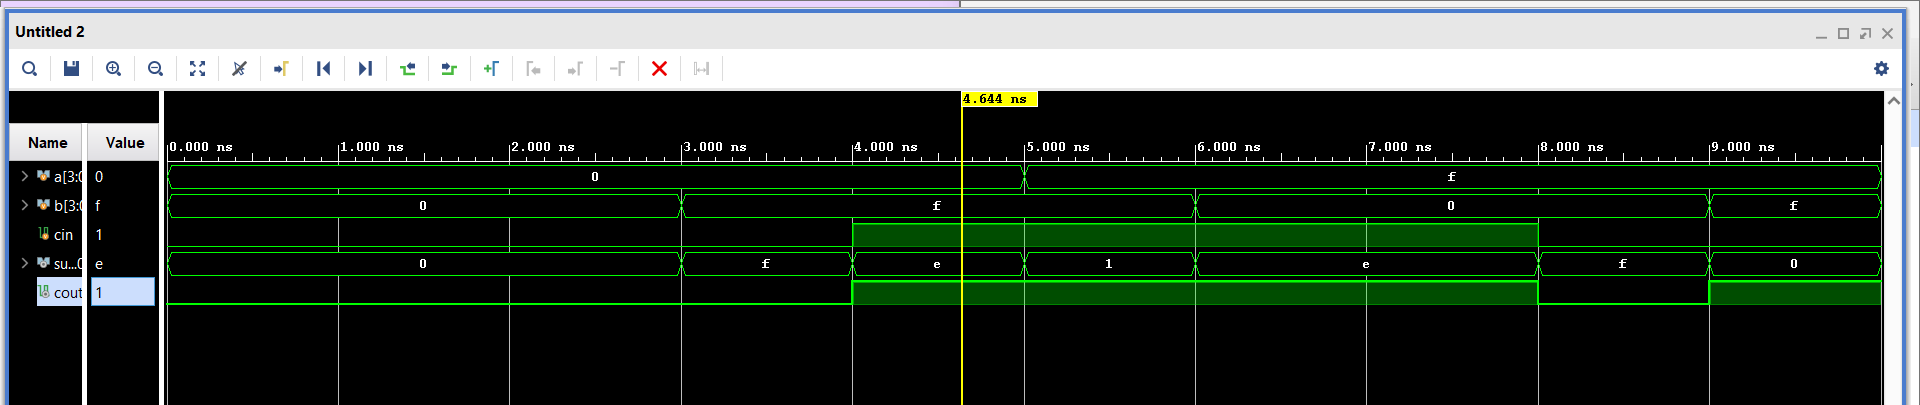 Untitled 2
4.644 ns
Name Value
0.000 ns 1.000 ns 2.000 ns 3.000 ns 4.000 ns 5.000 ns 6.000 ns 7.000 ns 8.000 ns 9.000 ns
a[3:0 0 0 f
b[3:0 f 0 f 0 f
cin 1
su...0 e 0 f e 1 e f 0
cout 1